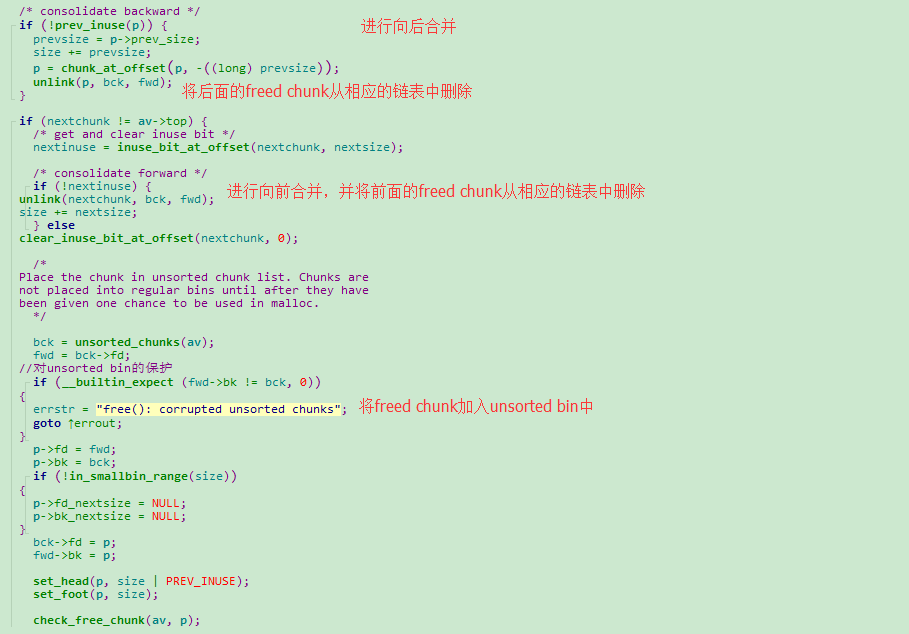 /* consolidate backward */
if (!prev_inuse(p)) { 进行向后合并
prevsize = p->prev_size;
size += prevsize;
p = chunk_at_offset(p, -((long) prevsize));
unlink(p, bck, fwd); 将后面的freed chunk从相应的链表中删除
}
if (nextchunk != av->top) {
/* get and clear inuse bit */
nextinuse = inuse_bit_at_offset(nextchunk, nextsize);
/* consolidate forward */
if (!nextinuse) { 进行向前合并，并将前面的freed chunk从相应的链表中删除
unlink(nextchunk, bck, fwd);
size += nextsize;
} else
clear_inuse_bit_at_offset(nextchunk, 0);
/*
Place the chunk in unsorted chunk list. Chunks are
not placed into regular bins until after they have
been given one chance to be used in malloc.
*/
bck = unsorted_chunks(av);
fwd = bck->fd;
//对unsorted bin的保护
if (__builtin_expect (fwd->bk != bck, 0))
{
errstr = "free(): corrupted unsorted chunks"; 将freed chunk加入unsorted bin中
goto ↑errout;
}
p->fd = fwd;
p->bk = bck;
if (!in_smallbin_range(size))
{
p->fd_nextsize = NULL;
p->bk_nextsize = NULL;
}
bck->fd = p;
fwd->bk = p;
set_head(p, size | PREV_INUSE);
set_foot(p, size);
check_free_chunk(av, p);